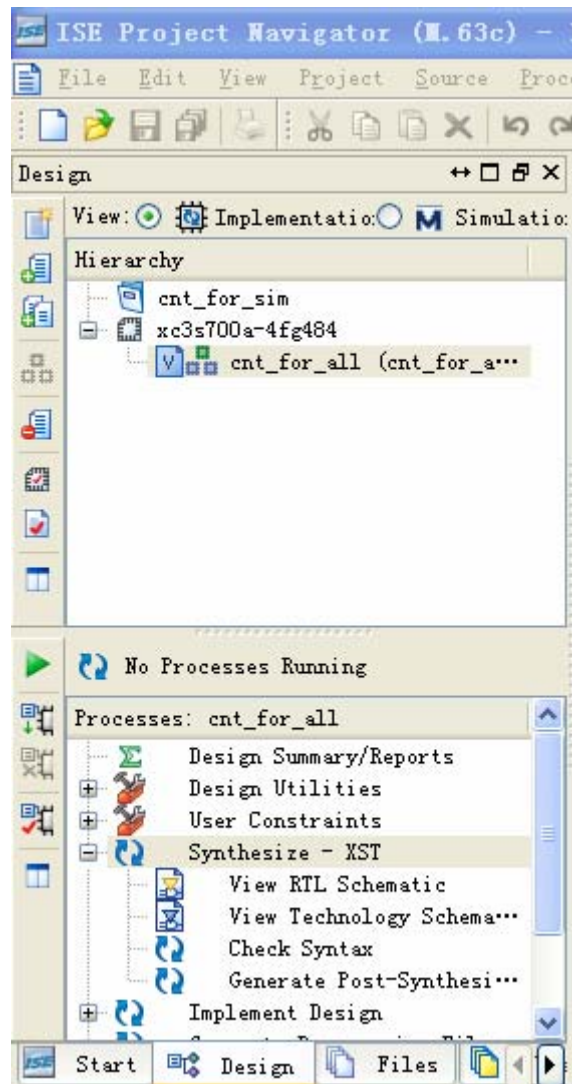 ISE Project Navigator (M.63c) -
File Edit View Project Source Proc
Design
View: Implementatio: Simulatio:
Hierarchy
cnt_for_sim
xc3s700a-4fg484
cnt_for_all (cnt_for_a...
No Processes Running
Processes: cnt_for_all
Design Summary/Reports
Design Utilities
User Constraints
Synthesize - XST
View RTL Schematic
View Technology Schema...
Check Syntax
Generate Post-Synthesi...
Implement Design
ISE Start Design Files